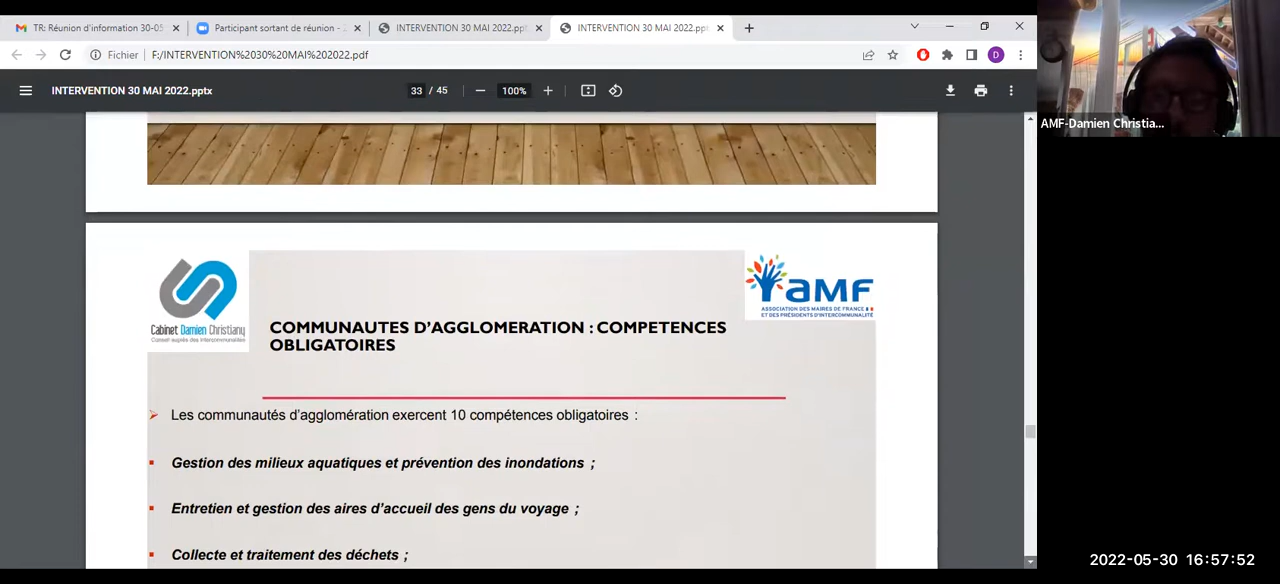 TR: Réunion d'information 30-05
Participant sortant de réunion - Z
INTERVENTION 30 MAI 2022.ppt
INTERVENTION 30 MAI 2022.ppt
Fichier
F:/INTERVENTION%2030%20MAI%202022.pdf
D
INTERVENTION 30 MAI 2022.pptx
33 / 45
100%
AMF-Damien Christia...
Cabinet Damien Christiany
Conseil auprès des intercommunalités
AMF
ASSOCIATION DES MAIRES DE FRANCE
ET DES PRÉSIDENTS D'INTERCOMMUNALITÉ
COMMUNAUTES D'AGGLOMERATION : COMPETENCES
OBLIGATOIRES
Les communautés d'agglomération exercent 10 compétences obligatoires :
Gestion des milieux aquatiques et prévention des inondations ;
Entretien et gestion des aires d'accueil des gens du voyage ;
Collecte et traitement des déchets ;
2022-05-30 16:57:52